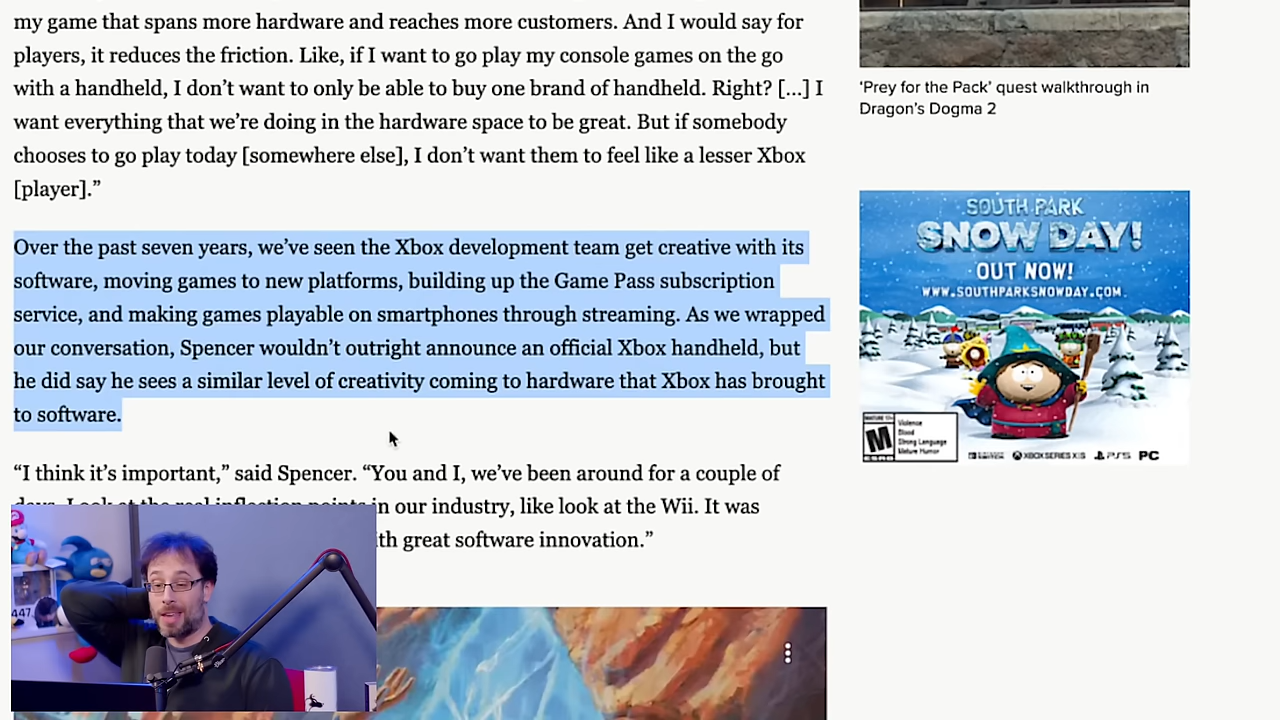 my game that spans more hardware and reaches more customers. And I would say for
players, it reduces the friction. Like, if I want to go play my console games on the go
with a handheld, I don’t want to only be able to buy one brand of handheld. Right? […] I
want everything that we’re doing in the hardware space to be great. But if somebody
chooses to go play today [somewhere else], I don’t want them to feel like a lesser Xbox
[player].”
Over the past seven years, we’ve seen the Xbox development team get creative with its
software, moving games to new platforms, building up the Game Pass subscription
service, and making games playable on smartphones through streaming. As we wrapped
our conversation, Spencer wouldn’t ouright announce an official Xbox handheld, but
he did say he sees a similar level of creativity coming to hardware that Xbox has brought
to software.
“I think it’s important,” said Spencer. “You and I, we’ve been around for a couple of
days. Look at the real inflection points in our industry, like look at the Wii. It was
th great software innovation.”
447.
‘Prey for the Pack’ quest walkthrough in
Dragon’s Dogma 2
SOUTH PARK
SNOW DAY!
OUT NOW!
WWW.SOUTHPARKSNOWDAY.COM
MATURE 17+
M
ESRB
Violence
Blood
Strong Language
Mature Humor
XBOX SERIES X|S
PS5
PC